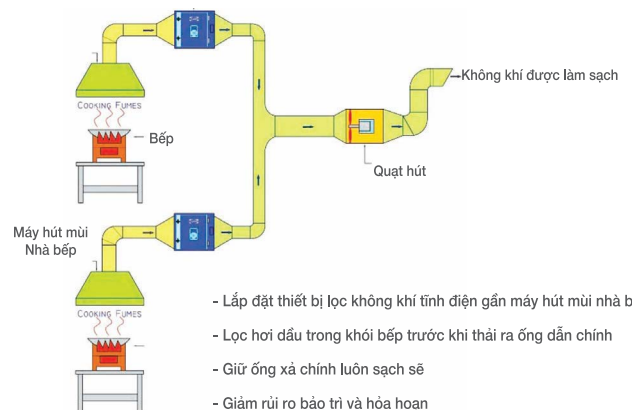 Không khí được làm sạch
COOKING FUMES
Bếp
Quạt hút
Máy hút mùi
Nhà bếp
- Lắp đặt thiết bị lọc không khí tĩnh điện gần máy hút mùi nhà b
COOKING FUMES
- Lọc hơi dầu trong khói bếp trước khi thải ra ống dẫn chính
- Giữ ống xả chính luôn sạch sẽ
- Giảm rủi ro bảo trì và hỏa hoạn